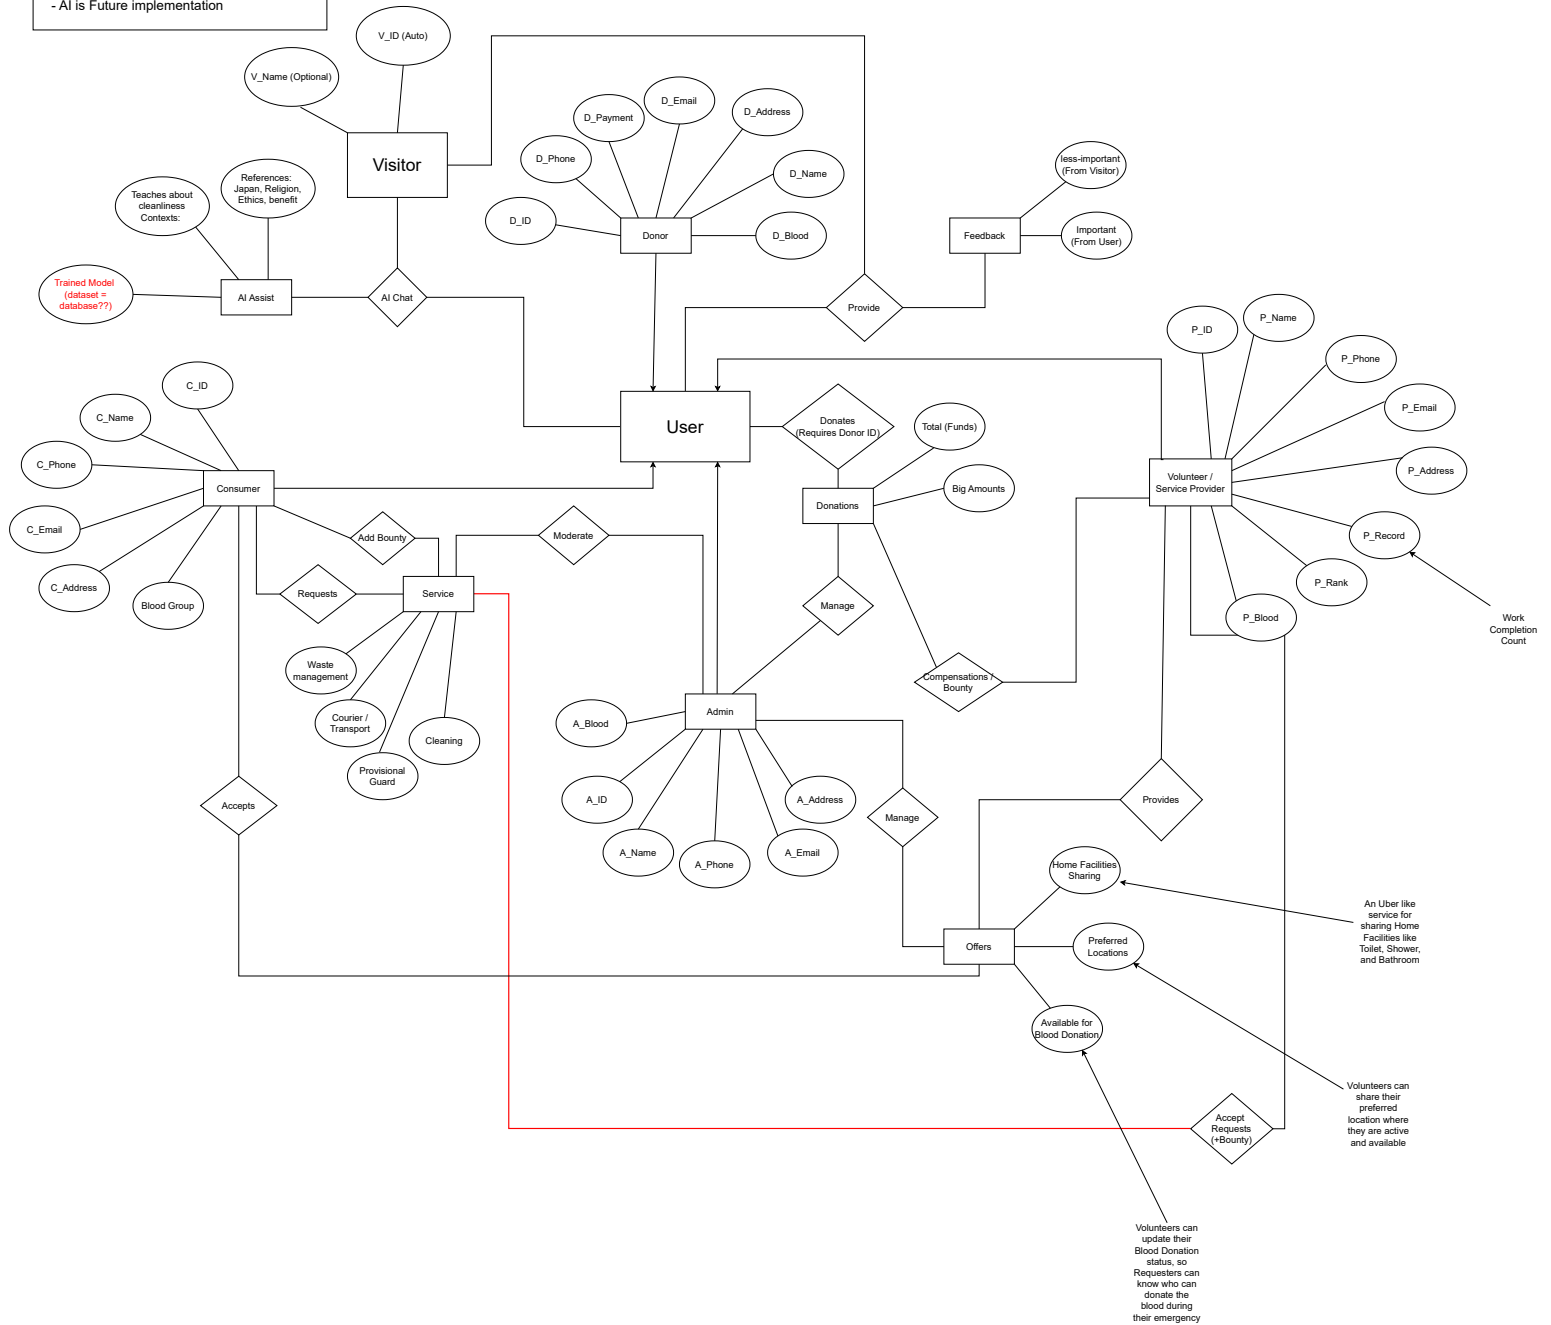 - AI is Future implementation
V_ID (Auto)
V_Name (Optional)
Visitor
D_Email
D_Payment
D_Address
D_Phone
D_Name
D_ID
Donor
D_Blood
less-important
(From Visitor)
Feedback
Important
(From User)
References:
Japan, Religion,
Ethics, benefit
Teaches about
cleanliness
Contexts:
Trained Model
(dataset =
database??)
AI Assist
AI Chat
Provide
P_ID
P_Name
P_Phone
P_Email
P_Address
P_Record
P_Rank
P_Blood
Volunteer /
Service Provider
Work
Completion
Count
C_ID
C_Name
C_Phone
Consumer
C_Email
C_Address
Blood Group
User
Donates
(Requires Donor ID)
Total (Funds)
Big Amounts
Donations
Add Bounty
Moderate
Requests
Service
Manage
Compensations /
Bounty
Waste
management
Courier /
Transport
Provisional
Guard
Cleaning
Admin
A_Blood
A_ID
A_Name
A_Phone
A_Email
A_Address
Manage
Provides
Accepts
Home Facilities
Sharing
Offers
Preferred
Locations
Available for
Blood Donation
An Uber like
service for
sharing Home
Facilities like
Toilet, Shower,
and Bathroom
Volunteers can
share their
preferred
location where
they are active
and available
Accept
Requests
(+Bounty)
Volunteers can
update their
Blood Donation
status, so
Requesters can
know who can
donate the
blood during
their emergency